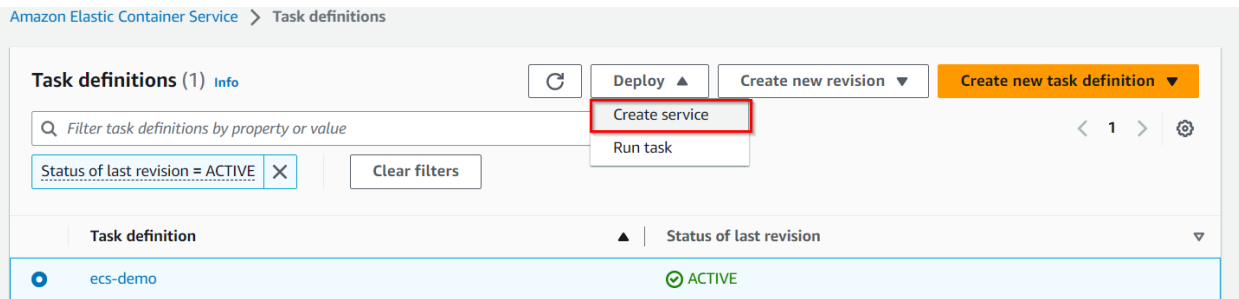 Amazon Elastic Container Service > Task definitions
Task definitions (1) Info
Deploy ▲
Create new revision ▼
Create new task definition ▼
Create service
Run task
Filter task definitions by property or value
< 1 >
Status of last revision = ACTIVE
Clear filters
Task definition
Status of last revision
ecs-demo
ACTIVE